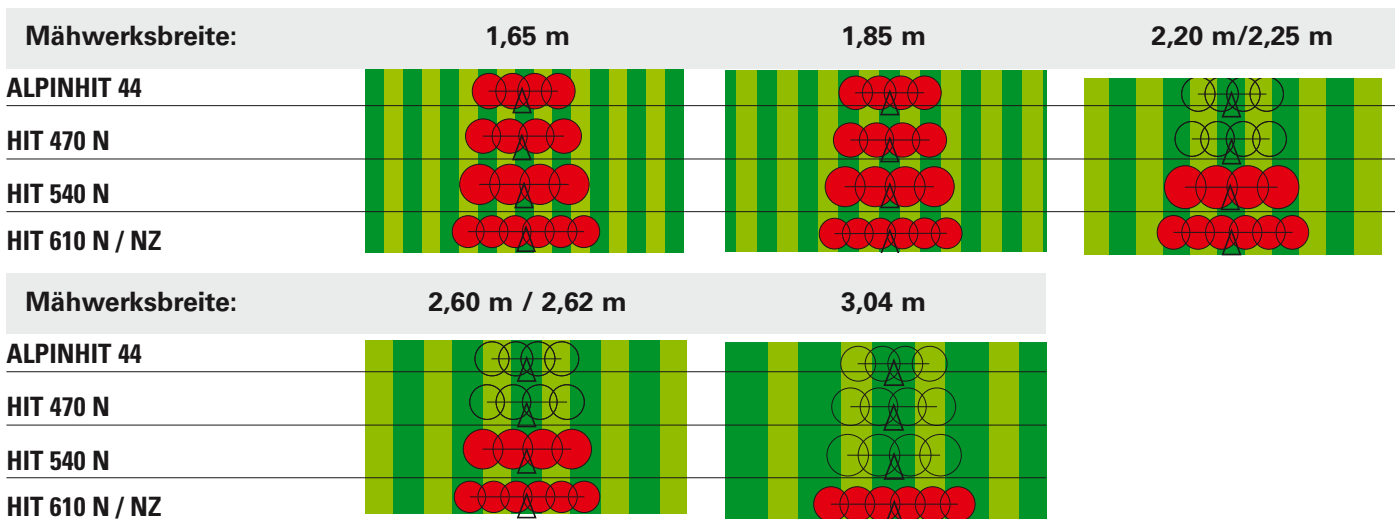 Mähwerksbreite: 1,65 m 1,85 m 2,20 m/2,25 m
ALPINHIT 44
HIT 470 N
HIT 540 N
HIT 610 N / NZ
Mähwerksbreite: 2,60 m / 2,62 m 3,04 m
ALPINHIT 44
HIT 470 N
HIT 540 N
HIT 610 N / NZ